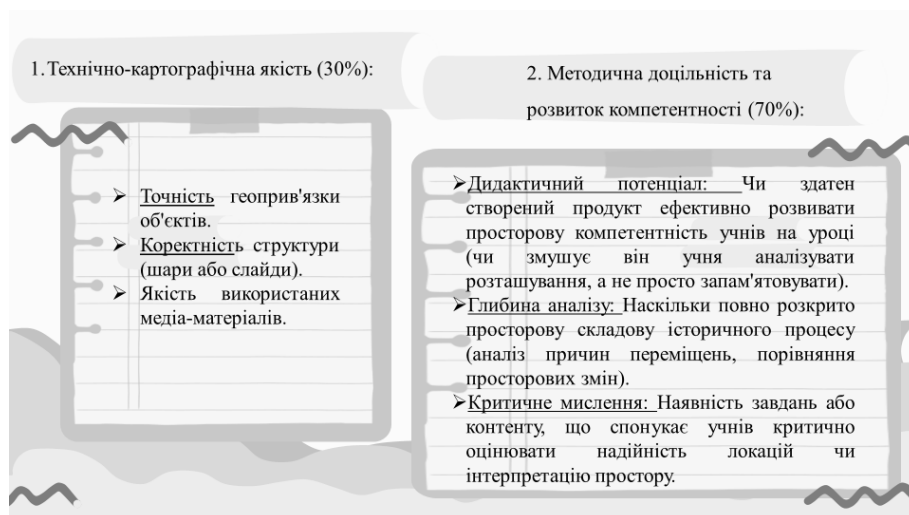 1. Технічно-картографічна якість (30%):
➢ Точність геоприв'язки
об'єктів.
➢ Коректність структури
(шари або слайди).
➢ Якість використаних
медіа-матеріалів.
2. Методична доцільність та
розвиток компетентності (70%):
➢Дидактичний потенціал: Чи здатен
створений продукт ефективно розвивати
просторову компетентність учнів на уроці
(чи змушує він учня аналізувати
розташування, а не просто запам'ятовувати).
➢Глибина аналізу: Наскільки повно розкрито
просторову складову історичного процесу
(аналіз причин переміщень, порівняння
просторових змін).
➢Критичне мислення: Наявність завдань або
контенту, що спонукає учнів критично
оцінювати надійність локацій чи
інтерпретацію простору.